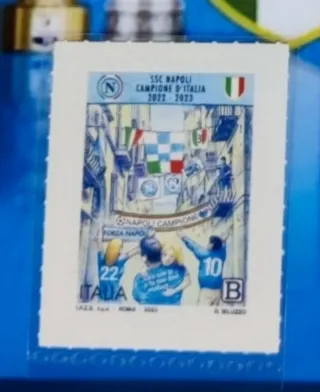 SSC NAPOLI
CAMPIONE D'ITALIA
2022 - 2023
N
NAPOLI CAMPIONE
FORZA NAPOLI
22
10
ITALIA
B
I.P.Z.S. S.p.A. - ROMA - 2023